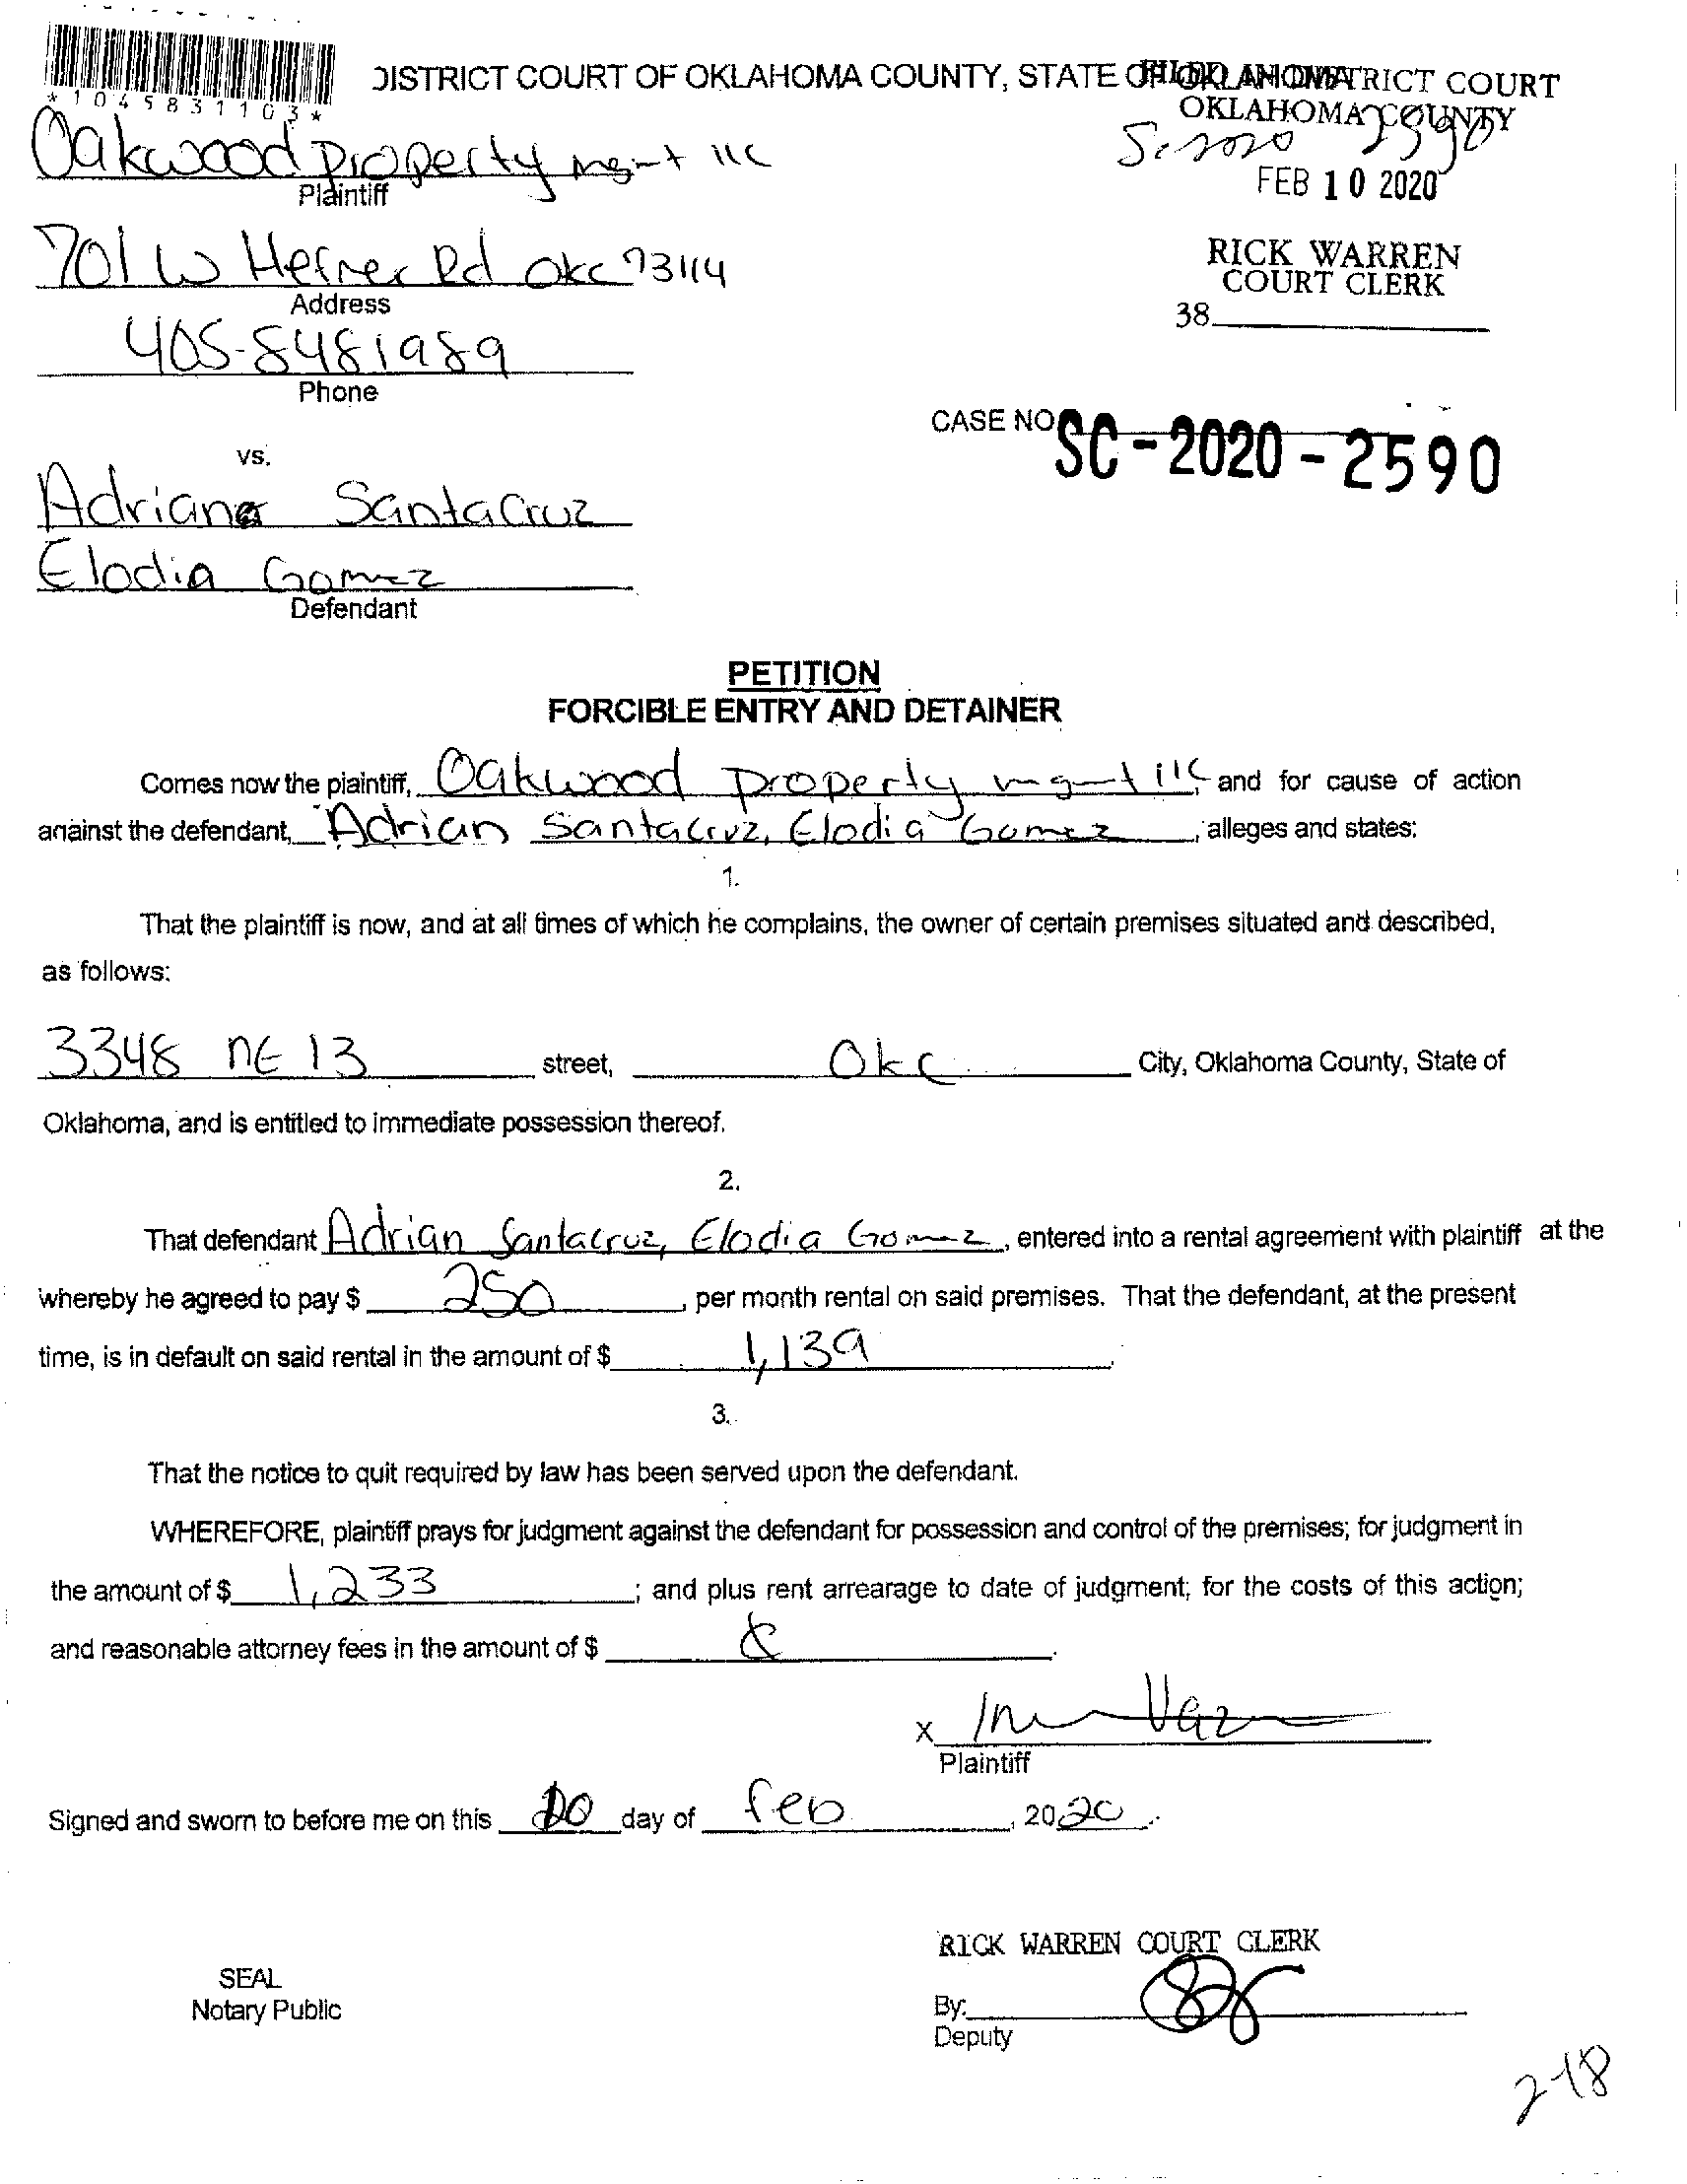 *1045831103*
DISTRICT COURT OF OKLAHOMA COUNTY, STATE OF OKLAHOMA
FILED IN DISTRICT COURT
OKLAHOMA COUNTY
2590
FEB 10 2020
RICK WARREN
COURT CLERK
38
Oakwood property mgmt llc
Plaintiff
701 W Hefner Rd okc 73114
Address
405-8481989
Phone
CASE NO
SC-2020-2590
vs.
Adrian Santacruz
Elodia Gomez
Defendant
PETITION
FORCIBLE ENTRY AND DETAINER
Comes now the plaintiff, Oakwood property mgmt llc, and for cause of action
against the defendant, Adrian Santacruz, Elodia Gomez, alleges and states:
1.
That the plaintiff is now, and at all times of which he complains, the owner of certain premises situated and described,
as follows:
3348 NE 13 street, Okc City, Oklahoma County, State of
Oklahoma, and is entitled to immediate possession thereof.
2.
That defendant Adrian Santacruz, Elodia Gomez, entered into a rental agreement with plaintiff at the
whereby he agreed to pay $ 250, per month rental on said premises. That the defendant, at the present
time, is in default on said rental in the amount of $ 1,139.
3.
That the notice to quit required by law has been served upon the defendant.
WHEREFORE, plaintiff prays for judgment against the defendant for possession and control of the premises; for judgment in
the amount of $ 1,233; and plus rent arrearage to date of judgment; for the costs of this action;
and reasonable attorney fees in the amount of $
X
Plaintiff
Signed and sworn to before me on this 10 day of feb, 2020.
RICK WARREN COURT CLERK
SEAL
Notary Public
By:
Deputy
2-18